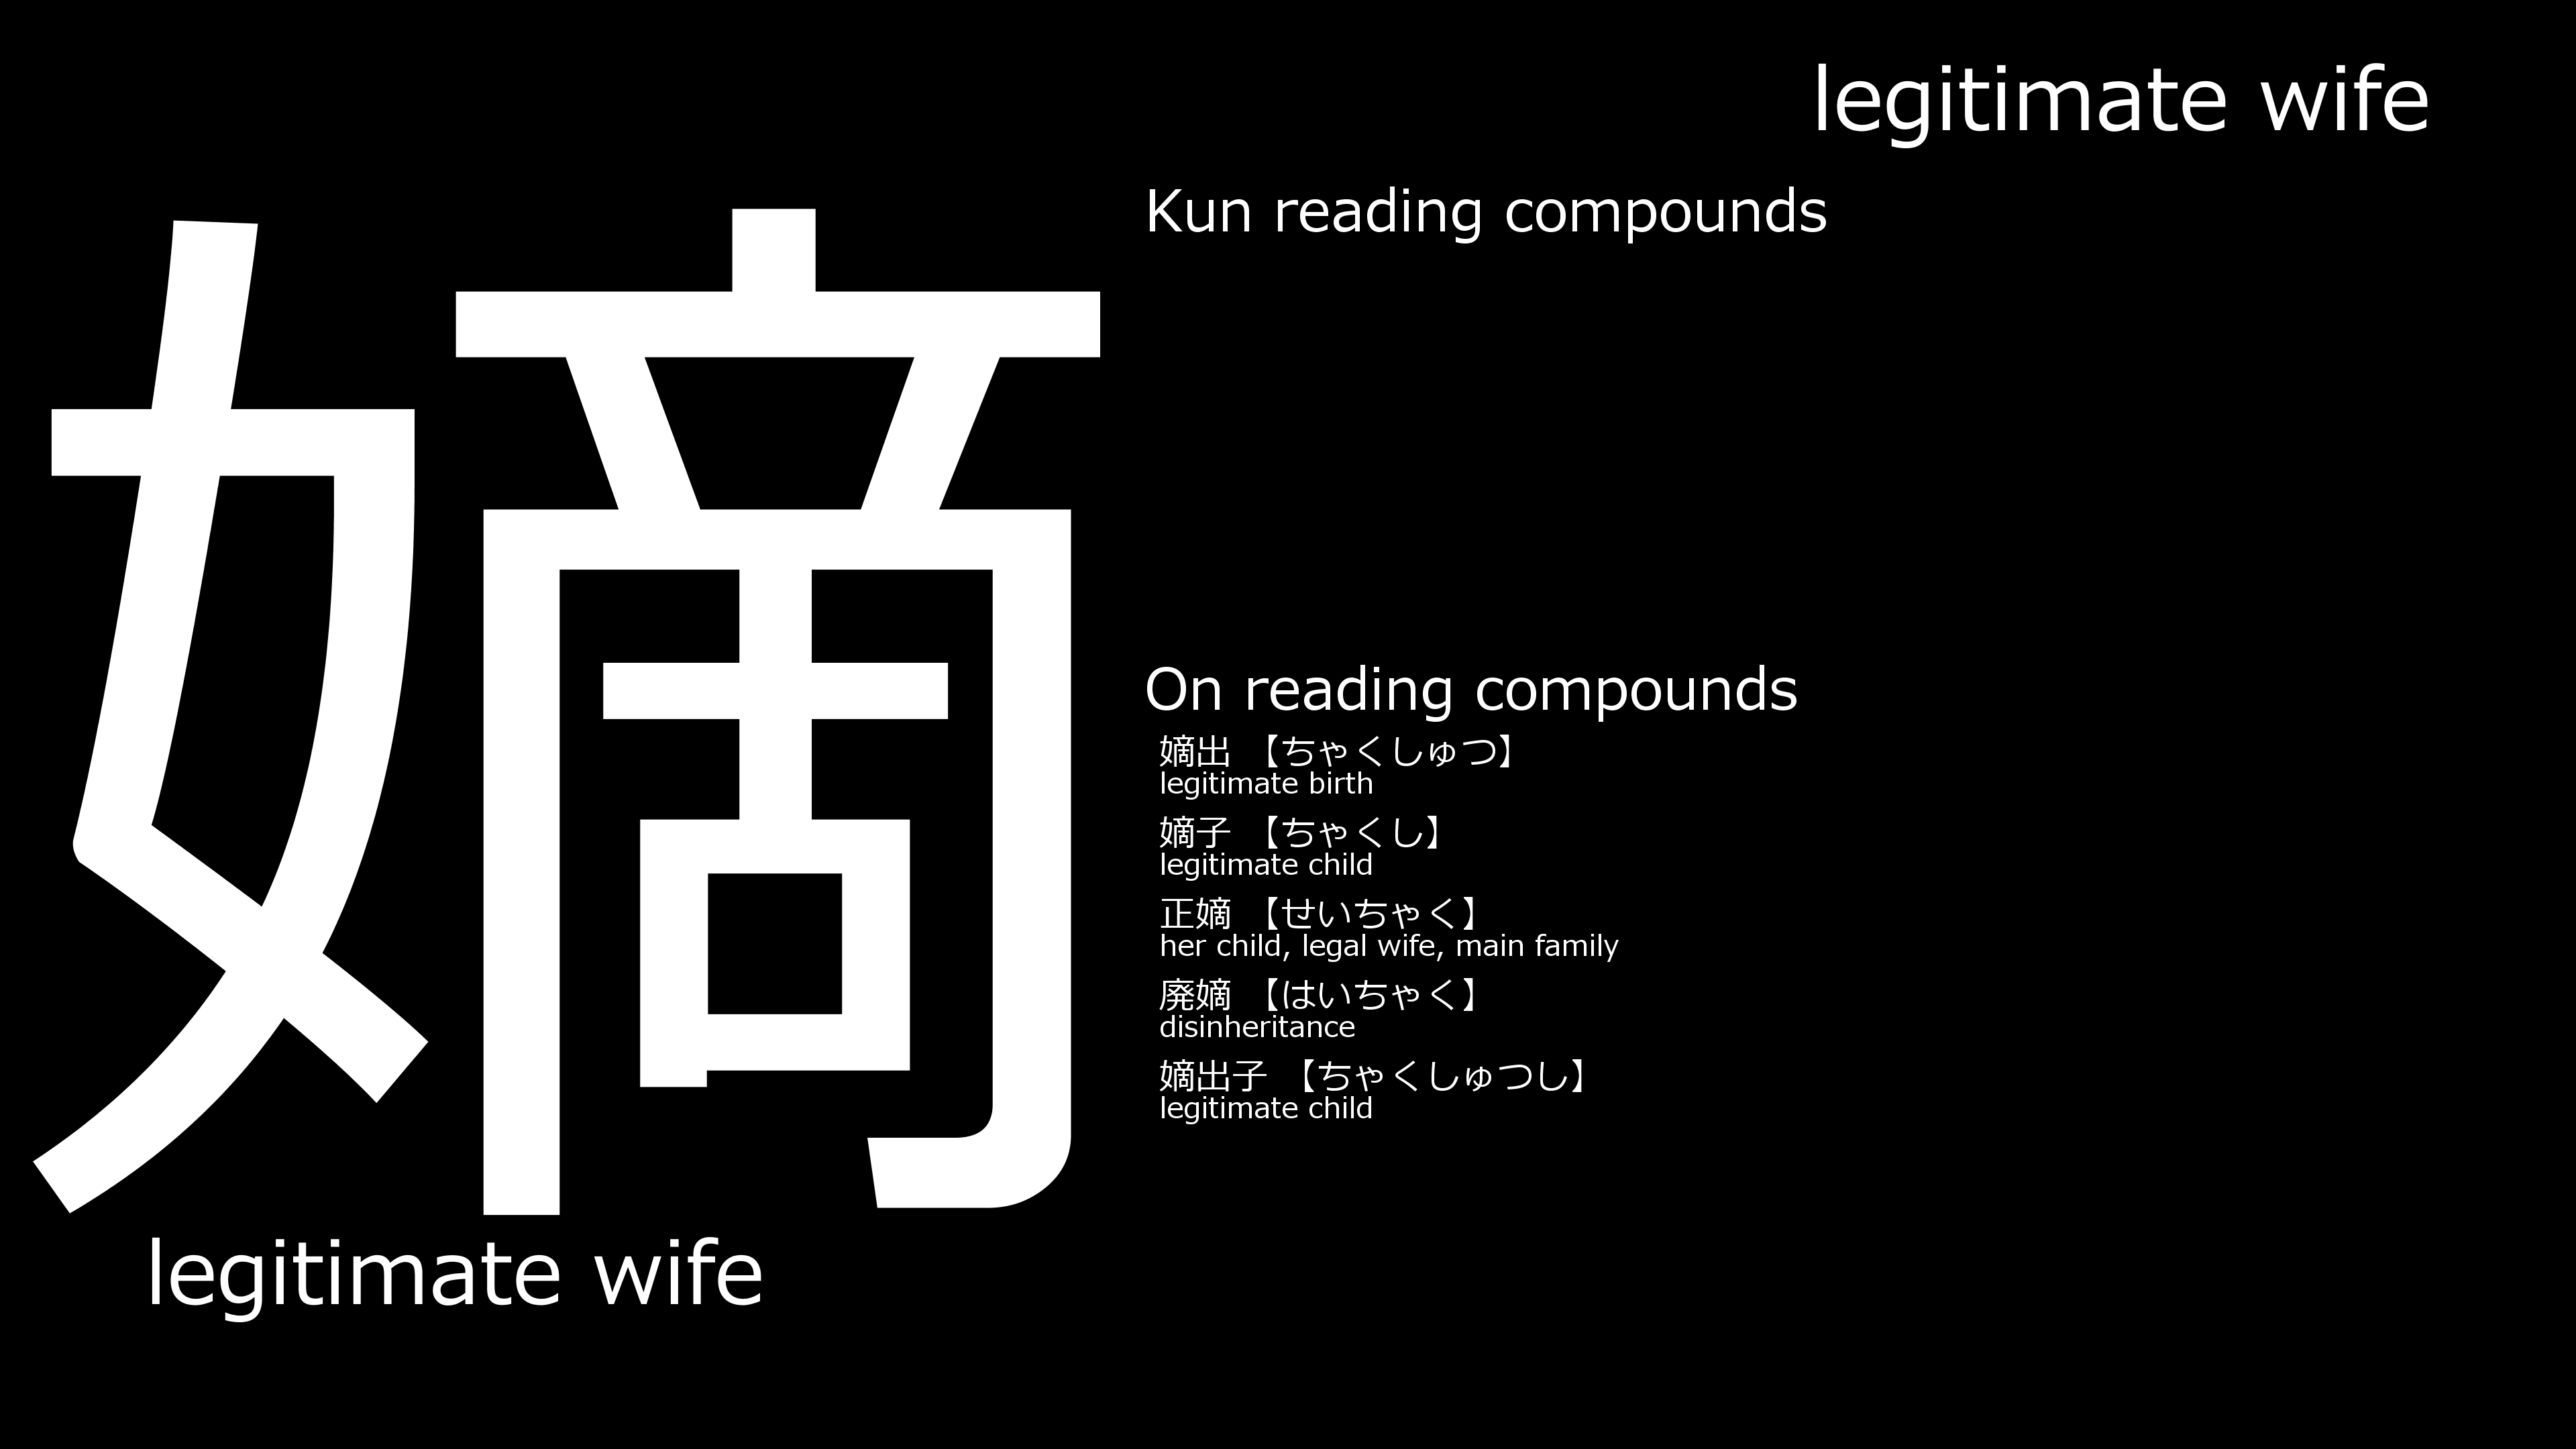 legitimate wife
嫡
legitimate wife
Kun reading compounds
On reading compounds
嫡出 【ちゃくしゅつ】
legitimate birth
嫡子 【ちゃくし】
legitimate child
正嫡 【せいちゃく】
her child, legal wife, main family
廃嫡 【はいちゃく】
disinheritance
嫡出子 【ちゃくしゅつし】
legitimate child